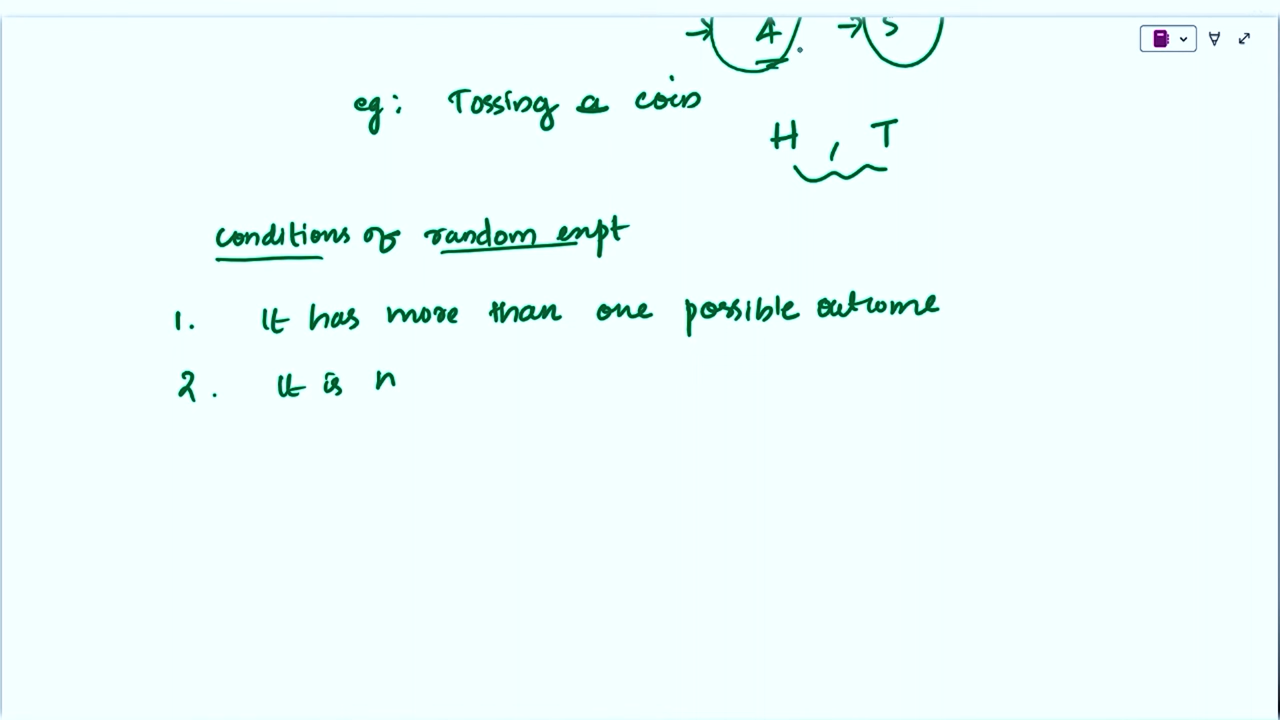 4 5
eg: Tossing a coin
H , T
conditions of random expt
1. It has more than one possible outcome
2. It is n